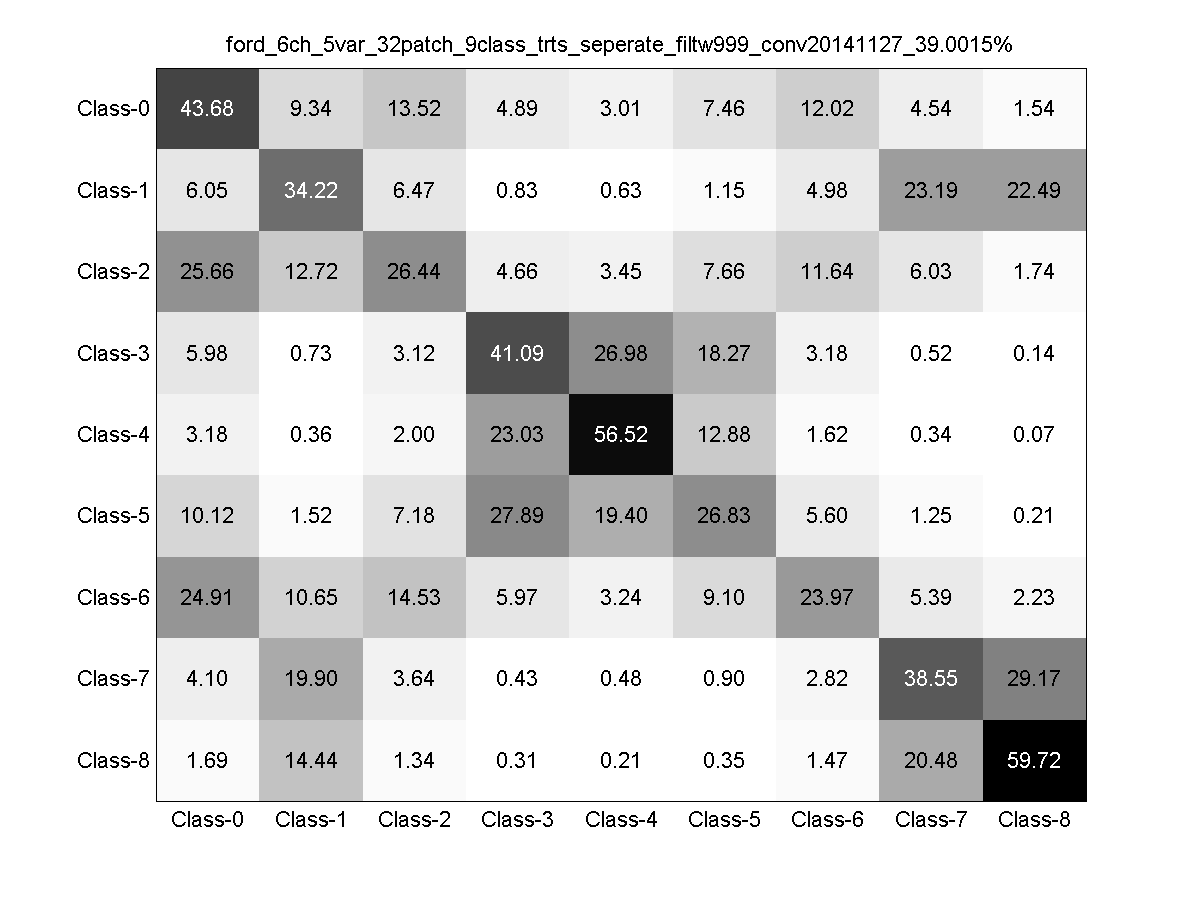 ford_6ch_5var_32patch_9class_trts_seperate_filtw999_conv20141127_39.0015%
Class-0 43.68 9.34 13.52 4.89 3.01 7.46 12.02 4.54 1.54
Class-1 6.05 34.22 6.47 0.83 0.63 1.15 4.98 23.19 22.49
Class-2 25.66 12.72 26.44 4.66 3.45 7.66 11.64 6.03 1.74
Class-3 5.98 0.73 3.12 41.09 26.98 18.27 3.18 0.52 0.14
Class-4 3.18 0.36 2.00 23.03 56.52 12.88 1.62 0.34 0.07
Class-5 10.12 1.52 7.18 27.89 19.40 26.83 5.60 1.25 0.21
Class-6 24.91 10.65 14.53 5.97 3.24 9.10 23.97 5.39 2.23
Class-7 4.10 19.90 3.64 0.43 0.48 0.90 2.82 38.55 29.17
Class-8 1.69 14.44 1.34 0.31 0.21 0.35 1.47 20.48 59.72
Class-0 Class-1 Class-2 Class-3 Class-4 Class-5 Class-6 Class-7 Class-8